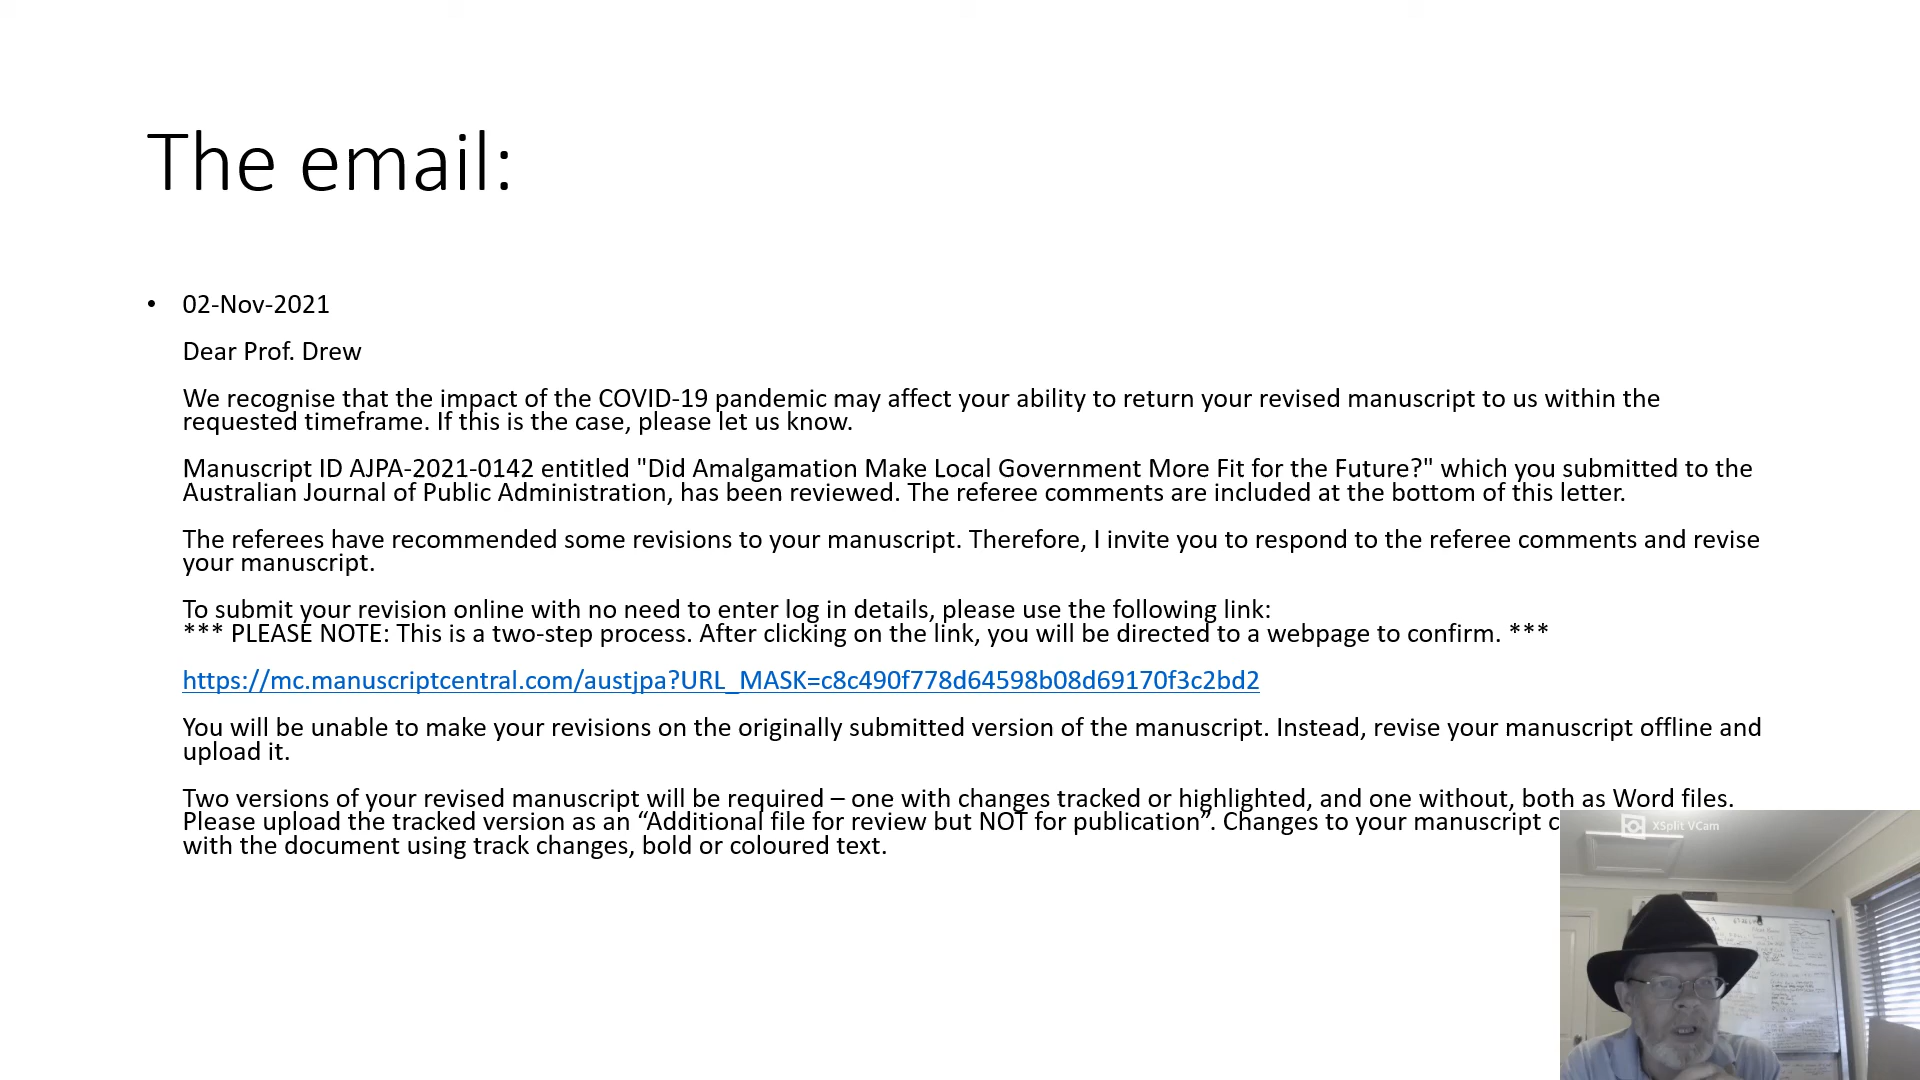 The email:
• 02-Nov-2021
Dear Prof. Drew
We recognise that the impact of the COVID-19 pandemic may affect your ability to return your revised manuscript to us within the
requested timeframe. If this is the case, please let us know.
Manuscript ID AJPA-2021-0142 entitled "Did Amalgamation Make Local Government More Fit for the Future?" which you submitted to the
Australian Journal of Public Administration, has been reviewed. The referee comments are included at the bottom of this letter.
The referees have recommended some revisions to your manuscript. Therefore, I invite you to respond to the referee comments and revise
your manuscript.
To submit your revision online with no need to enter log in details, please use the following link:
*** PLEASE NOTE: This is a two-step process. After clicking on the link, you will be directed to a webpage to confirm. ***
https://mc.manuscriptcentral.com/austjpa?URL_MASK=c8c490f778d64598b08d69170f3c2bd2
You will be unable to make your revisions on the originally submitted version of the manuscript. Instead, revise your manuscript offline and
upload it.
Two versions of your revised manuscript will be required – one with changes tracked or highlighted, and one without, both as Word files.
Please upload the tracked version as an “Additional file for review but NOT for publication”. Changes to your manuscript
with the document using track changes, bold or coloured text.
XSplit VCam